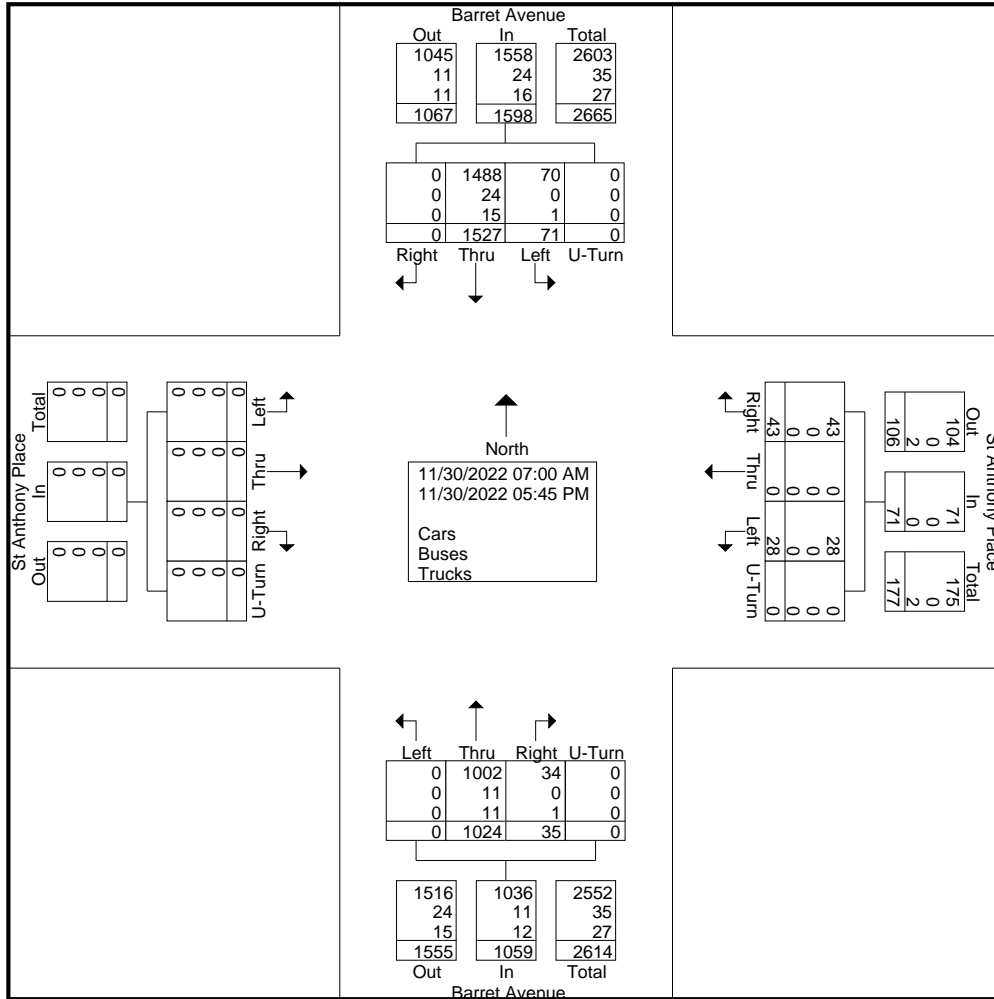 Barret Avenue
Out In Total
1045 1558 2603
11 24 35
11 16 27
1067 1598 2665
0 1488 70 0
0 24 0 0
0 15 1 0
0 1527 71 0
Right Thru Left U-Turn
St Anthony Place
Total In Out
0 0 0 0
0 0 0 0
0 0 0 0
Left Thru Right U-Turn
0 0 0 0
0 0 0 0
0 0 0 0
0 0 0 0
North
11/30/2022 07:00 AM
11/30/2022 05:45 PM
Cars
Buses
Trucks
Right Thru Left U-Turn
43 0 28 0
0 0 0 0
0 0 0 0
43 0 28 0
St Anthony Place
Out In Total
104 71 175
0 0 0
2 0 2
106 71 177
Left Thru Right U-Turn
0 1002 34 0
0 11 0 0
0 11 1 0
0 1024 35 0
1516 1036 2552
24 11 35
15 12 27
1555 1059 2614
Out In Total
Barret Avenue